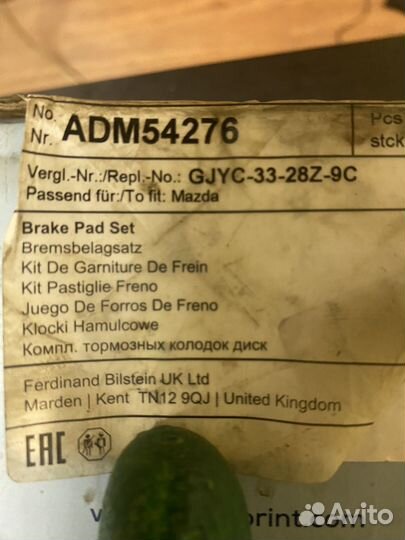 No.
Nr. ADM54276
Pcs
stck
Vergl.-Nr.:/Repl.-No.: GJYC-33-28Z-9C
Passend für:/To fit: Mazda
Brake Pad Set
Bremsbelagsatz
Kit De Garniture De Frein
Kit Pastiglie Freno
Juego De Forros De Freno
Klocki Hamulcowe
Компл. тормозных колодок диск
Ferdinand Bilstein UK Ltd
Marden | Kent TN12 9QJ | United Kingdom
EAC
Avito